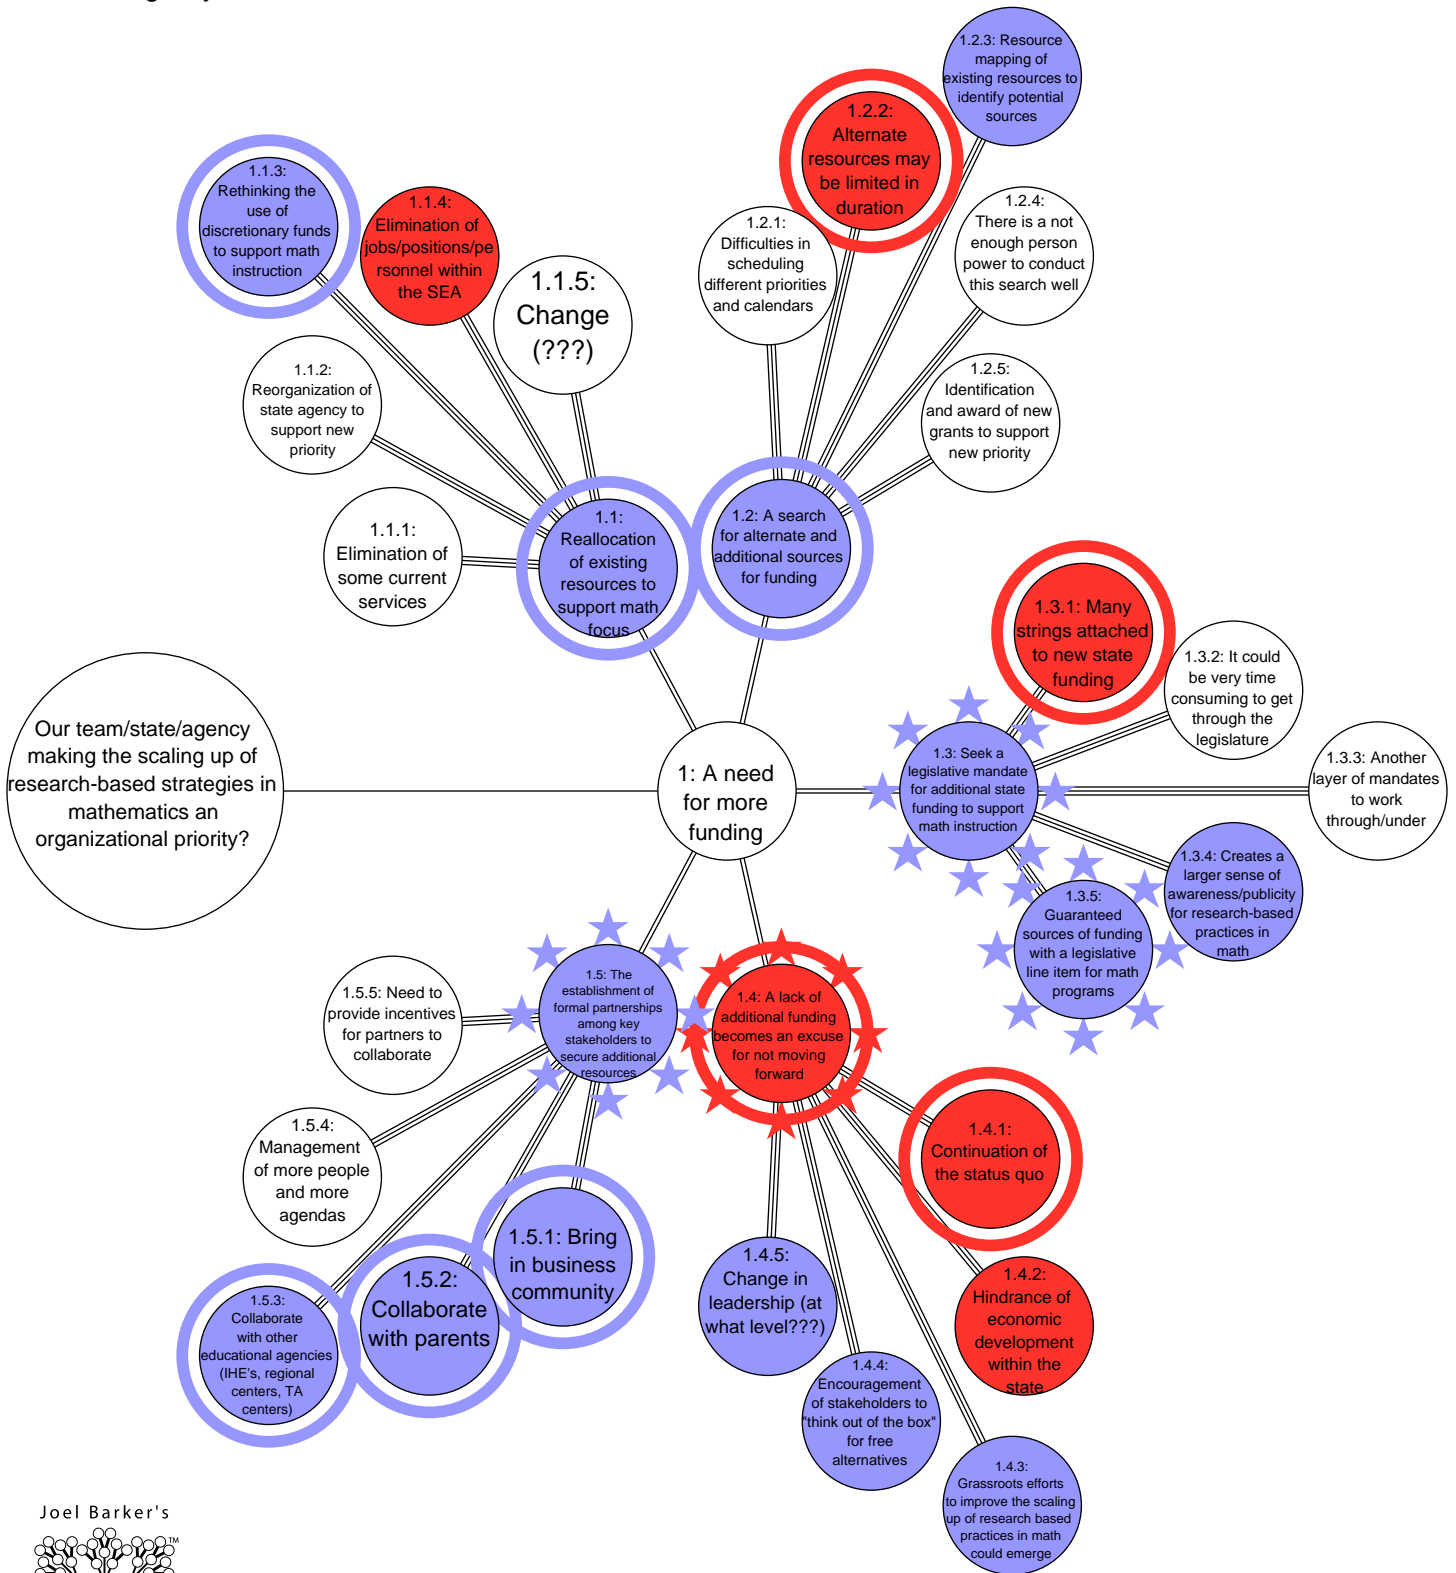 1.2.3: Resource
mapping of
existing resources to
identify potential
sources
1.2.2:
Alternate
resources may
be limited in
duration
1.1.3:
Rethinking the
use of
discretionary funds
to support math
instruction
1.1.4:
Elimination of
jobs/positions/pe
rsonnel within
the SEA
1.1.5:
Change
(???)
1.2.1:
Difficulties in
scheduling
different priorities
and calendars
1.2.4:
There is a not
enough person
power to conduct
this search well
1.1.2:
Reorganization of
state agency to
support new
priority
1.2.5:
Identification
and award of new
grants to support
new priority
1.1.1:
Elimination of
some current
services
1.1:
Reallocation
of existing
resources to
support math
focus
1.2: A search
for alternate and
additional sources
for funding
1.3.1: Many
strings attached
to new state
funding
1.3.2: It could
be very time
consuming to get
through the
legislature
Our team/state/agency
making the scaling up of
research-based strategies in
mathematics an
organizational priority?
1: A need
for more
funding
1.3: Seek a
legislative mandate
for additional state
funding to support
math instruction
1.3.3: Another
layer of mandates
to work
through/under
1.3.4: Creates a
larger sense of
awareness/publicity
for research-based
practices in
math
1.3.5:
Guaranteed
sources of funding
with a legislative
line item for math
programs
1.5: The
establishment of
formal partnerships
among key
stakeholders to
secure additional
resources
1.4: A lack of
additional funding
becomes an excuse
for not moving
forward
1.5.5: Need to
provide incentives
for partners to
collaborate
1.5.4:
Management
of more people
and more
agendas
1.4.1:
Continuation of
the status quo
1.5.1: Bring
in business
community
1.5.2:
Collaborate
with parents
1.5.3:
Collaborate
with other
educational agencies
(IHE's, regional
centers, TA
centers)
1.4.5:
Change in
leadership (at
what level???)
1.4.2:
Hindrance of
economic
development
within the
state
1.4.4:
Encouragement
of stakeholders to
"think out of the box"
for free
alternatives
1.4.3:
Grassroots efforts
to improve the scaling
up of research based
practices in math
could emerge
Joel Barker's
TM